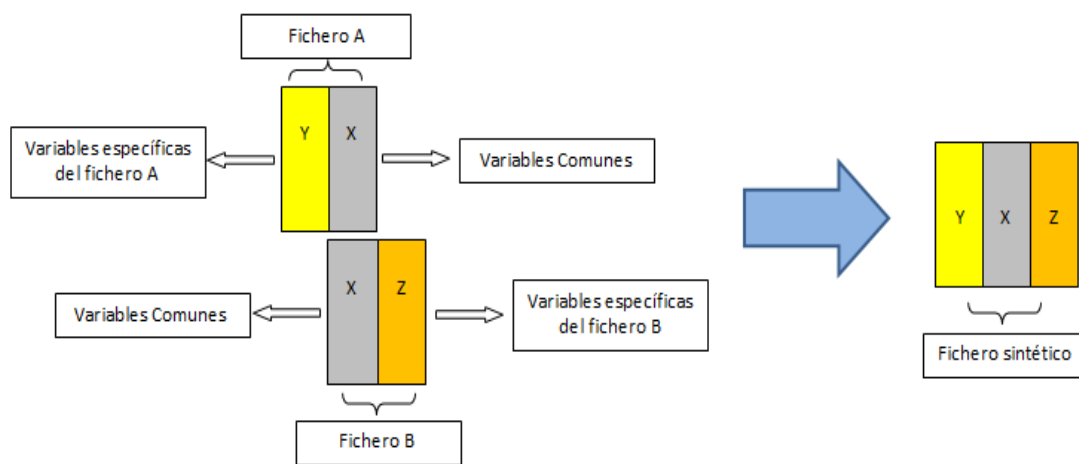 Fichero A
Y X
Variables específicas
del fichero A
Variables Comunes
Y X Z
X Z
Variables Comunes
Variables específicas
del fichero B
Fichero sintético
Fichero B